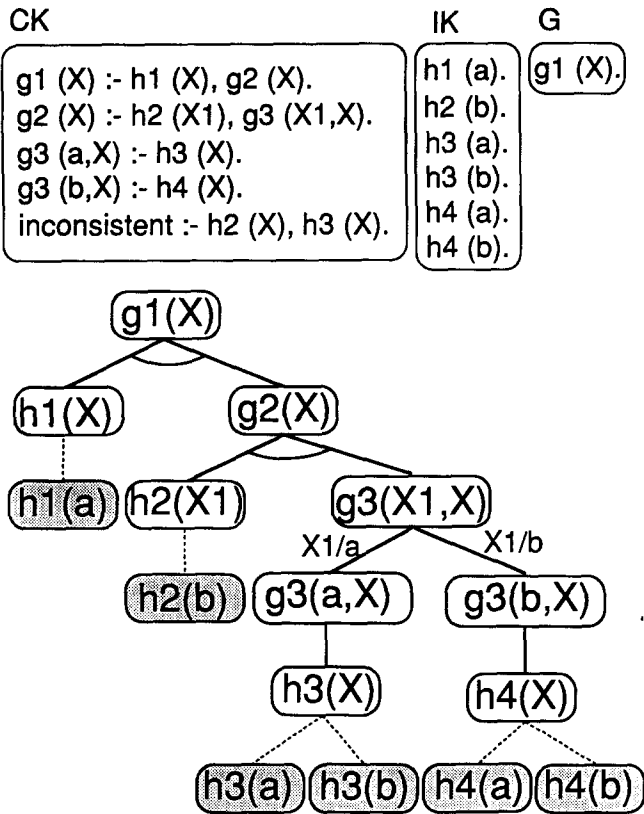 CK
g1 (X) :- h1 (X), g2 (X).
g2 (X) :- h2 (X1), g3 (X1,X).
g3 (a,X) :- h3 (X).
g3 (b,X) :- h4 (X).
inconsistent :- h2 (X), h3 (X).
IK
h1 (a).
h2 (b).
h3 (a).
h3 (b).
h4 (a).
h4 (b).
G
g1 (X).
g1(X)
h1(X)
g2(X)
h1(a)
h2(X1)
g3(X1,X)
X1/a
X1/b
h2(b)
g3(a,X)
g3(b,X)
h3(X)
h4(X)
h3(a)
h3(b)
h4(a)
h4(b)